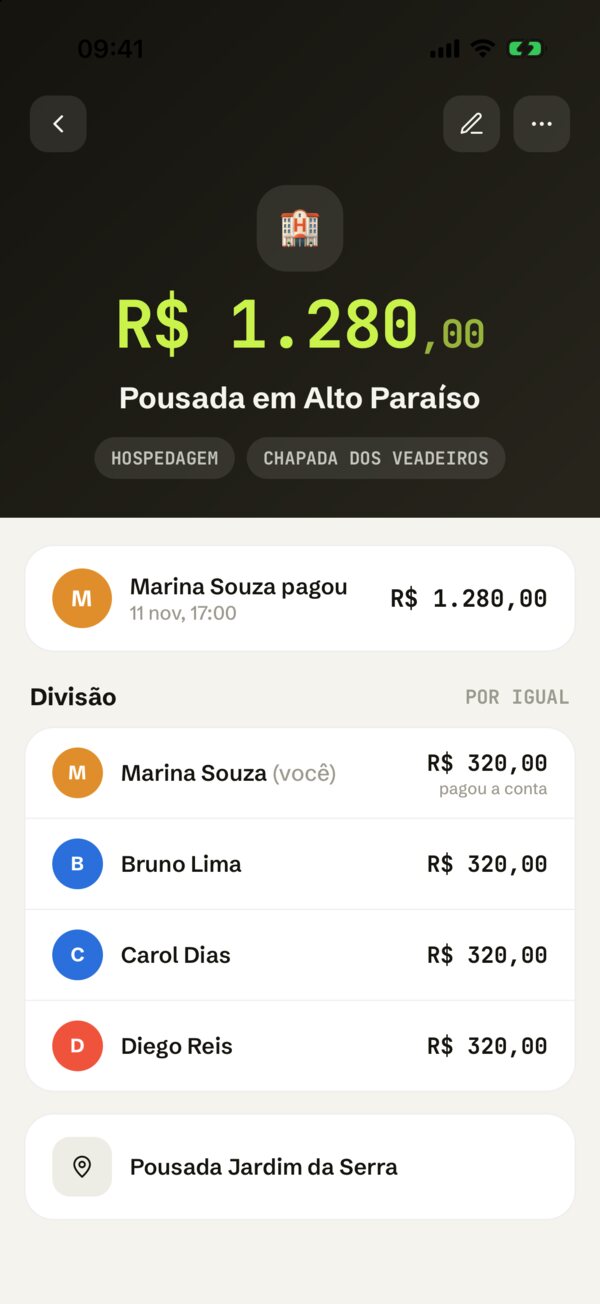 09:41
R$ 1.280,00
Pousada em Alto Paraíso
HOSPEDAGEM CHAPADA DOS VEADEIROS
M Marina Souza pagou R$ 1.280,00
11 nov, 17:00
Divisão POR IGUAL
M Marina Souza (você) R$ 320,00
pagou a conta
B Bruno Lima R$ 320,00
C Carol Dias R$ 320,00
D Diego Reis R$ 320,00
Pousada Jardim da Serra